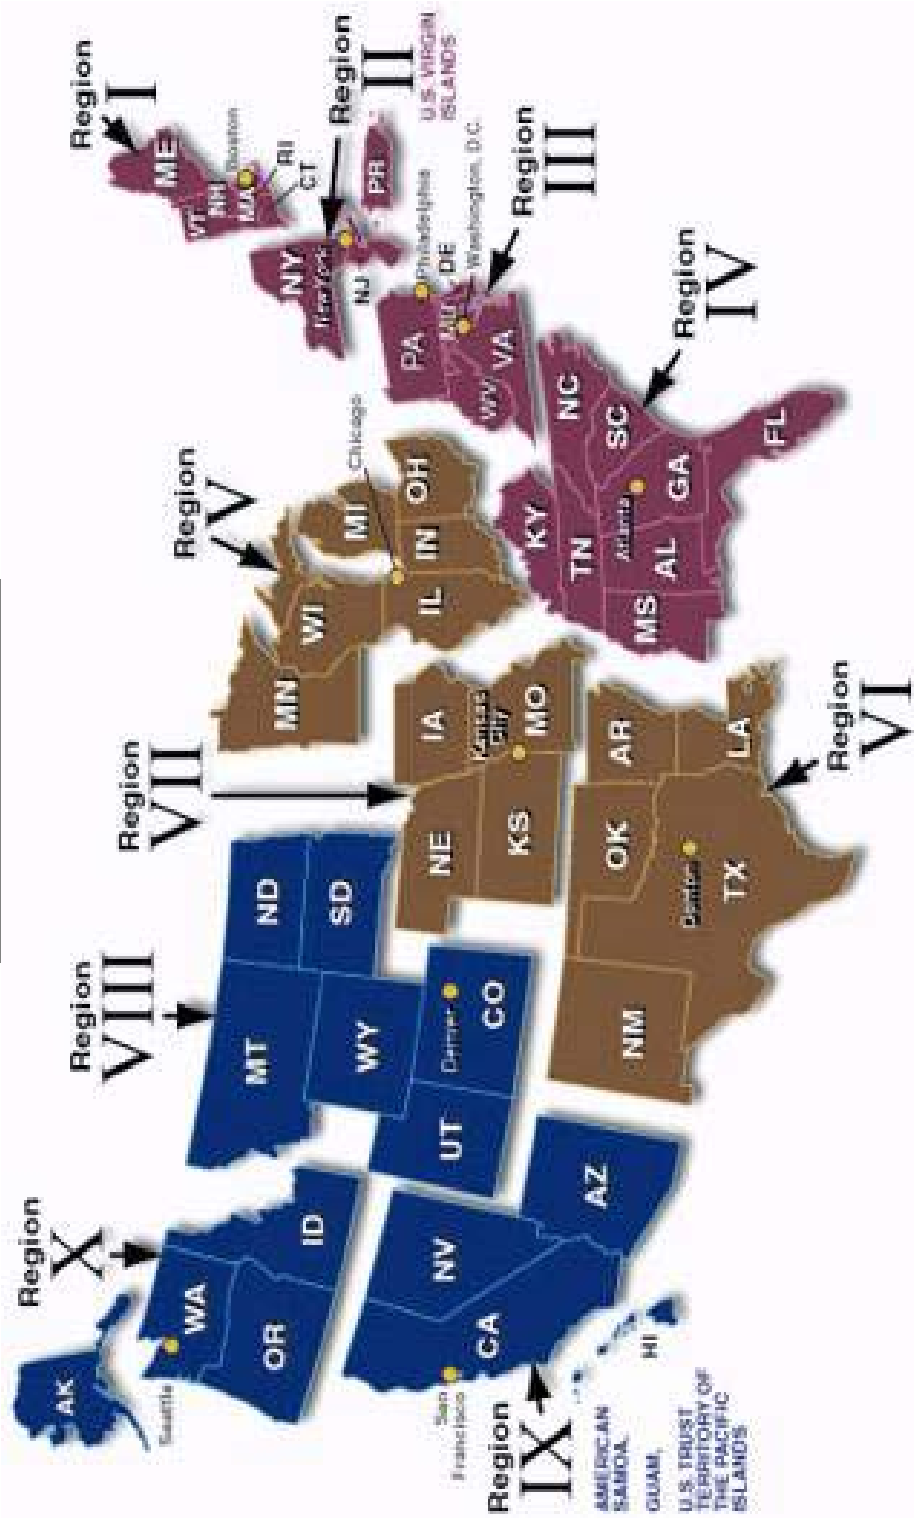 Region
I
ME
VT
NH
MA
Boston
RI
CT
Region
II
U.S. VIRGIN
ISLANDS
NY
New York
NJ
PR
Region
III
PA
Philadelphia
DE
MD
Washington, D.C.
WV
VA
Region
IV
KY
TN
NC
SC
Atlanta
MS
AL
GA
FL
Region
V
MN
WI
MI
Chicago
IL
IN
OH
Region
VI
AR
LA
OK
TX
Denton
NM
Region
VII
IA
NE
Kansas
City
MO
KS
Region
VIII
MT
ND
SD
WY
UT
Denver
CO
Region
IX
NV
CA
San
Francisco
AZ
HI
AMERICAN
SAMOA,
GUAM,
U.S. TRUST
TERRITORY OF
THE PACIFIC
ISLANDS
Region
X
AK
WA
Seattle
OR
ID